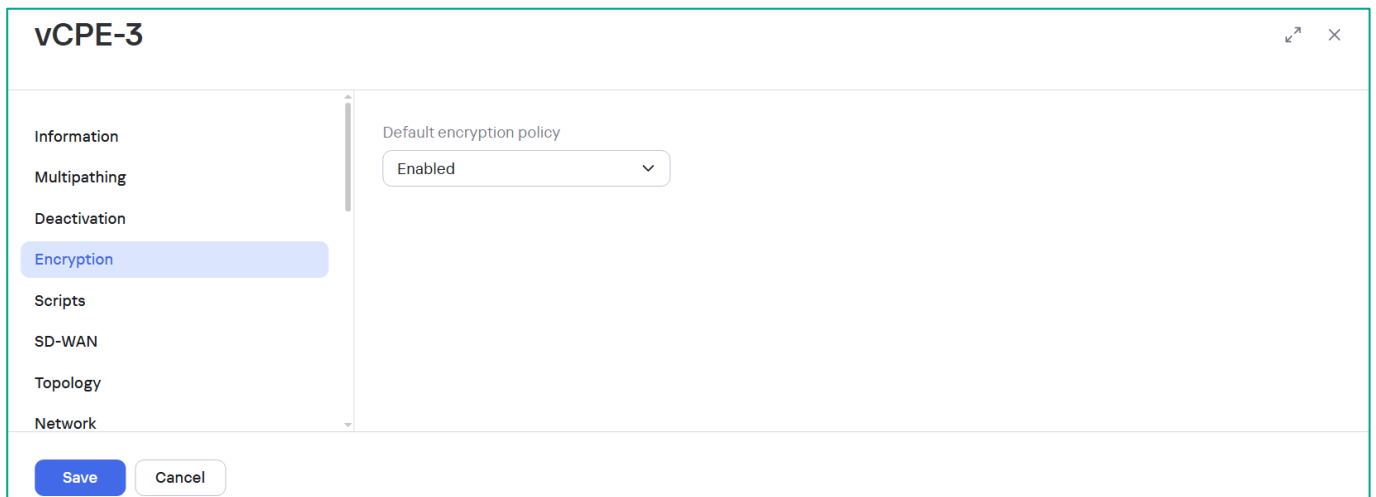 vCPE-3
Information
Multipathing
Deactivation
Encryption
Scripts
SD-WAN
Topology
Network
Default encryption policy
Enabled
Save
Cancel